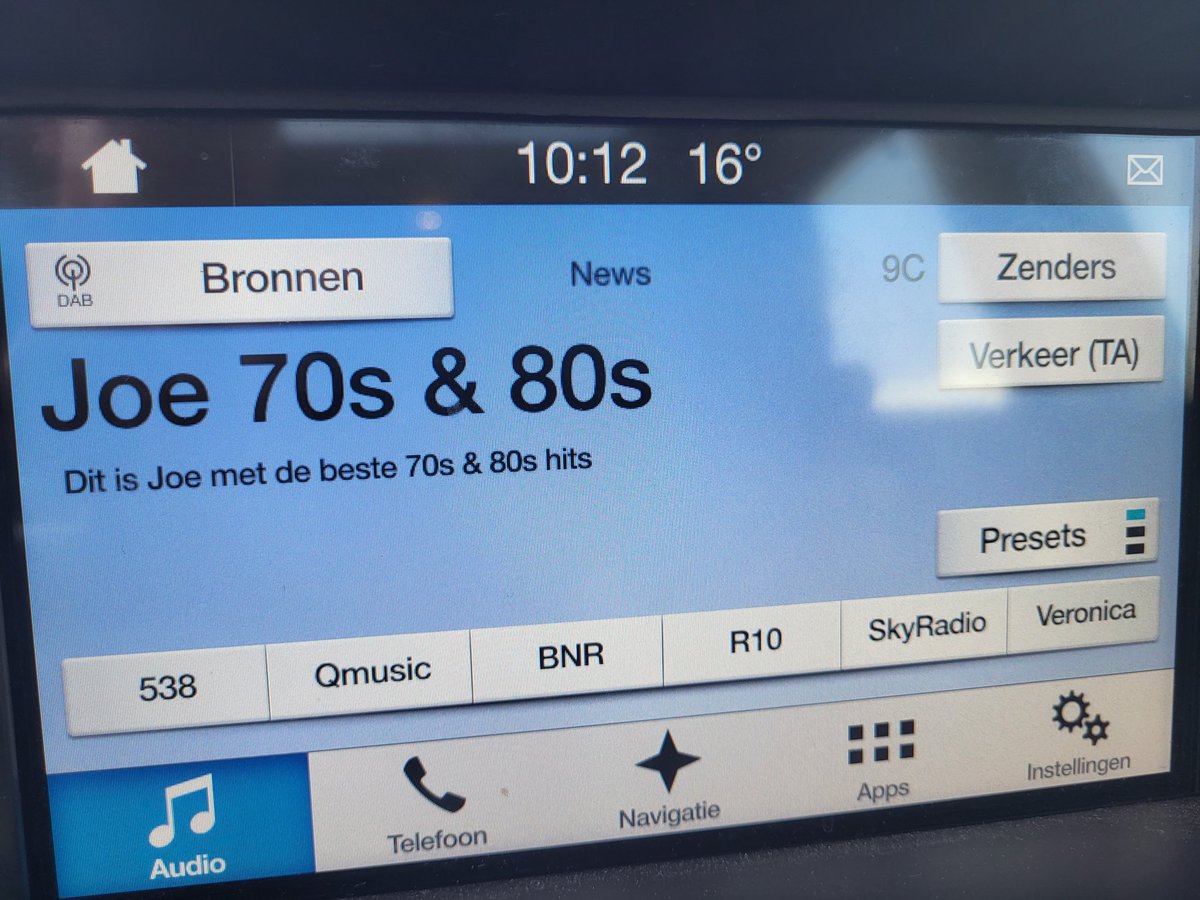 10:12 16°
DAB
Bronnen
News
9C
Zenders
Verkeer (TA)
Joe 70s & 80s
Dit is Joe met de beste 70s & 80s hits
Presets
538 Qmusic BNR R10 SkyRadio Veronica
Audio Telefoon Navigatie Apps Instellingen